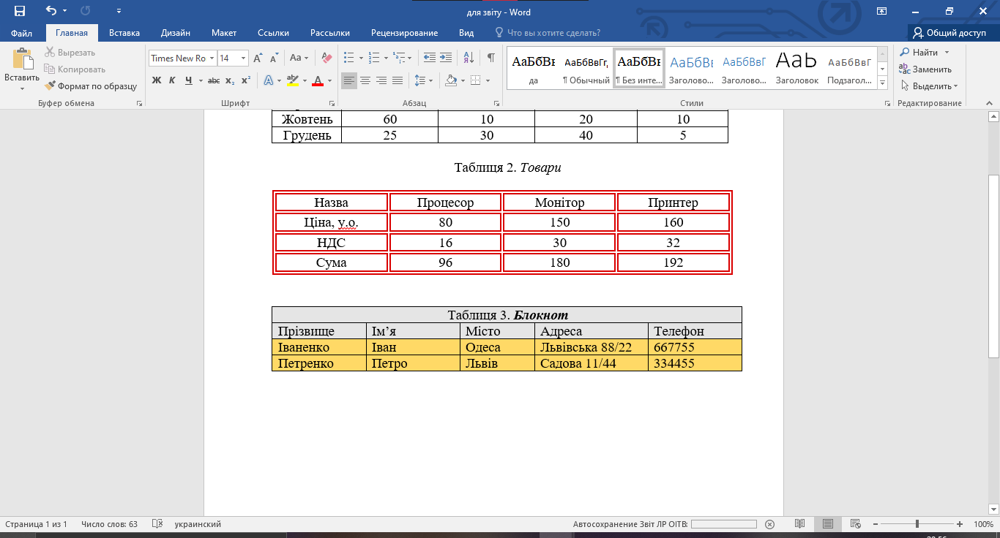 для звіту - Word
Файл Главная Вставка Дизайн Макет Ссылки Рассылки Рецензирование Вид Что вы хотите сделать? Общий доступ
Вставить
Вырезать
Копировать
Формат по образцу
Буфер обмена
Times New Ro 14
Aa
Ж К Ч abc x₂ x²
Шрифт
Абзац
АаБбВı АаБбВвГг, АаБбВı АаБбВı АаБбВвГ АаЬ АаБбВвГ
да ¶ Обычный ¶ Без инте... Заголово... Заголово... Заголовок Подзагол...
Стили
Найти
Заменить
Выделить
Редактирование
Жовтень 60 10 20 10
Грудень 25 30 40 5
Таблиця 2. Товари
Назва Процесор Монітор Принтер
Ціна, у.о. 80 150 160
НДС 16 30 32
Сума 96 180 192
Таблиця 3. Блокнот
Прізвище Ім’я Місто Адреса Телефон
Іваненко Іван Одеса Львівська 88/22 667755
Петренко Петро Львів Садова 11/44 334455
Страница 1 из 1 Число слов: 63 украинский Автосохранение Звіт ЛР ОІТВ: 100%